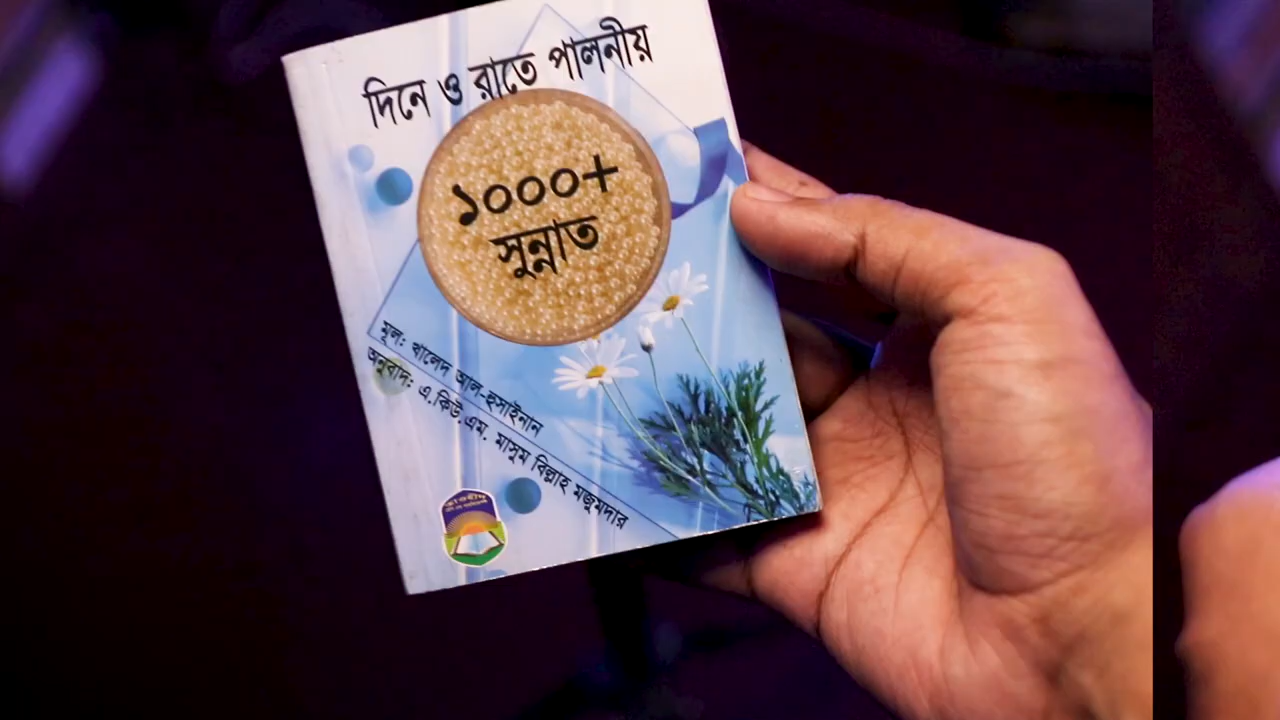 দিনে ও রাতে পালনীয়
১০০০+
সুন্নাত
মূল: খালেদ আল-হুসাইনান
অনুবাদ: এ.কিউ.এম. মাসুম বিল্লাহ মজুমদার